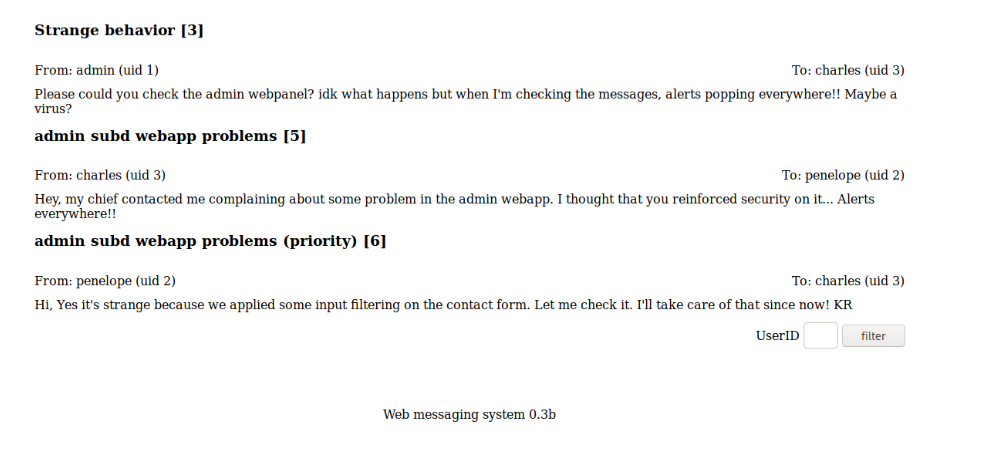 Strange behavior [3]
From: admin (uid 1) To: charles (uid 3)
Please could you check the admin webpanel? idk what happens but when I'm checking the messages, alerts popping everywhere!! Maybe a
virus?
admin subd webapp problems [5]
From: charles (uid 3) To: penelope (uid 2)
Hey, my chief contacted me complaining about some problem in the admin webapp. I thought that you reinforced security on it... Alerts
everywhere!!
admin subd webapp problems (priority) [6]
From: penelope (uid 2) To: charles (uid 3)
Hi, Yes it's strange because we applied some input filtering on the contact form. Let me check it. I'll take care of that since now! KR
UserID filter
Web messaging system 0.3b